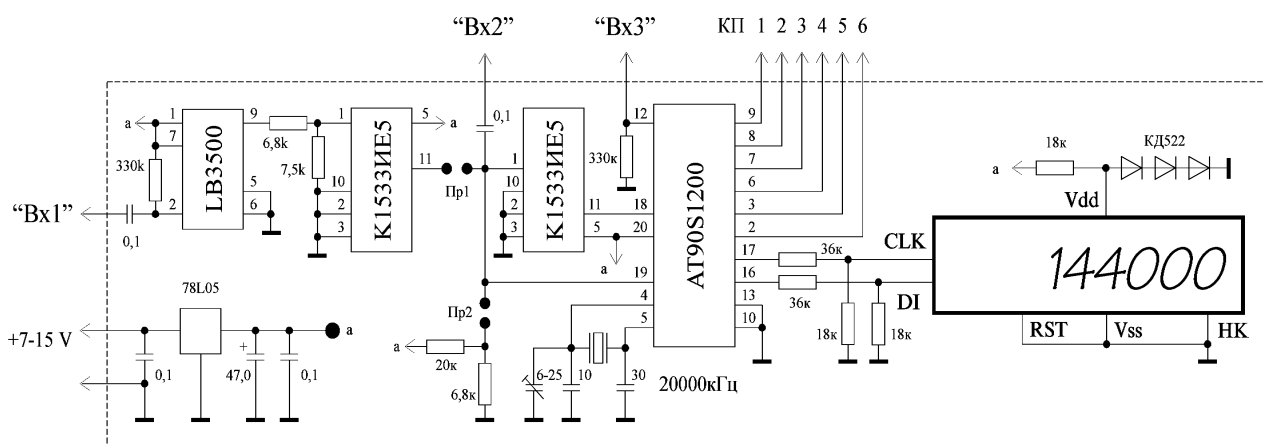 “Вх2” “Вх3” КП 1 2 3 4 5 6
а 1 9 6,8k 1 5 а 0,1 12 9
7 8 18к КД522
330k LB3500 7,5k К1533ИЕ5 11 Пр1 1 К1533ИЕ5 330к AT90S1200 7 а
10 10 6 Vdd
5 2 11 18 3
“Вх1” 2 6 2 3 5 20 2 CLK
0,1 3 а 17 36к 144000
19 16 DI
78L05 4 36к
Пр2 5 13 18к 18к RST Vss НК
+7-15 V а 10
а 20к 6-25 10 30 20000кГц
0,1 + 47,0 0,1 6,8к